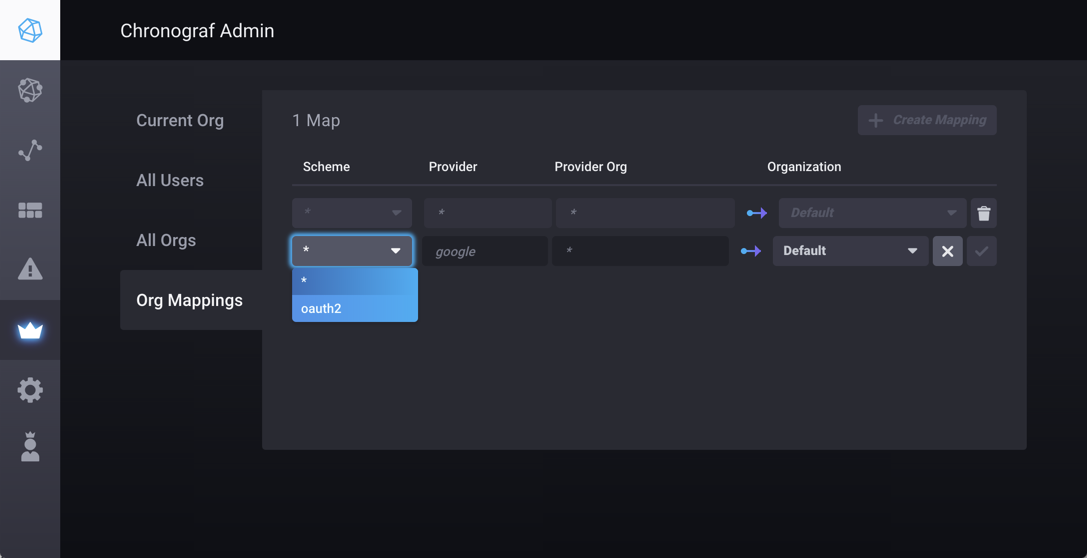 Chronograf Admin
Current Org
All Users
All Orgs
Org Mappings
1 Map
Create Mapping
Scheme Provider Provider Org Organization
* * * Default
* google * Default
*
oauth2